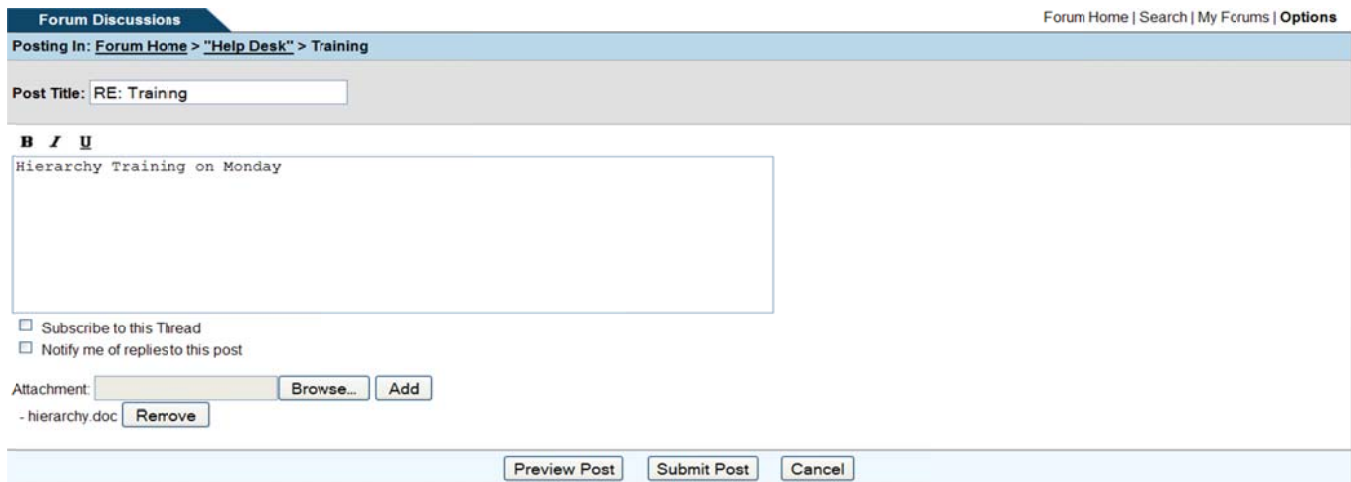 Forum Discussions
Forum Home | Search | My Forums | Options
Posting In: Forum Home > "Help Desk" > Training
Post Title: RE: Trainng
B I U
Hierarchy Training on Monday
Subscribe to this Thread
Notify me of replies to this post
Attachment: Browse... Add
- hierarchy.doc Remove
Preview Post Submit Post Cancel